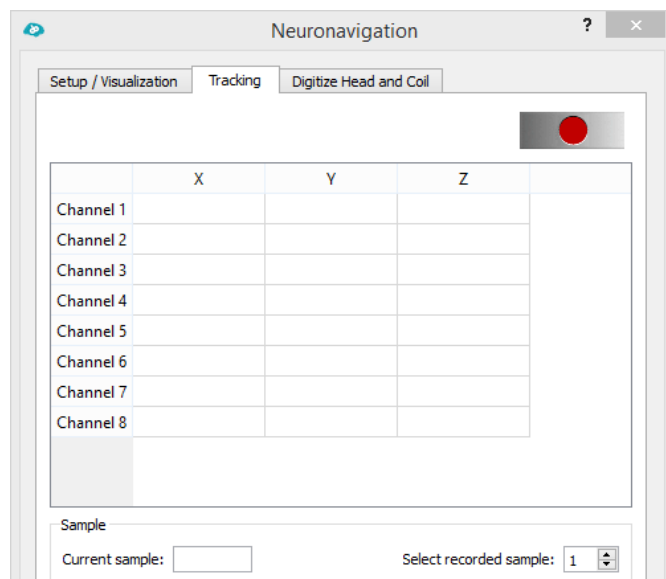 Neuronavigation ?
Setup / Visualization Tracking Digitize Head and Coil
X Y Z
Channel 1
Channel 2
Channel 3
Channel 4
Channel 5
Channel 6
Channel 7
Channel 8
Sample
Current sample: Select recorded sample: 1